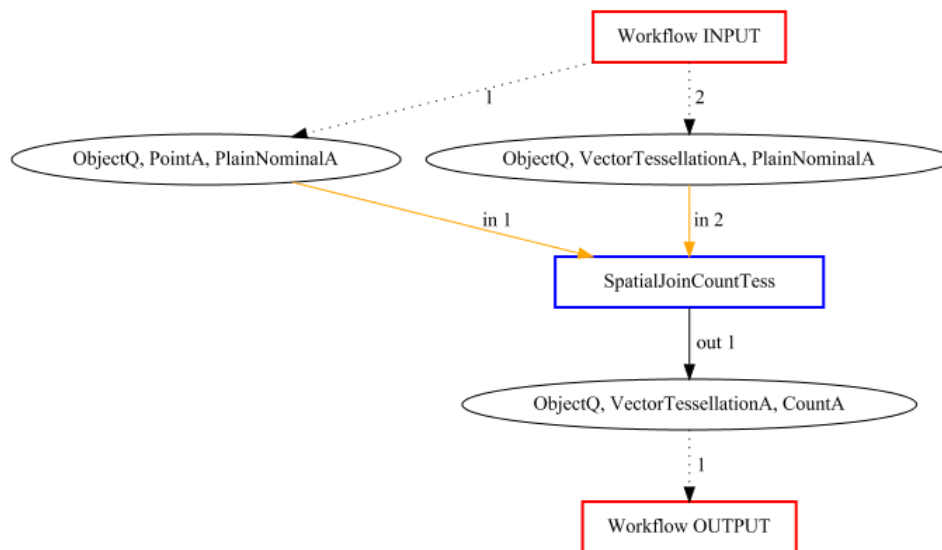 Workflow INPUT
1
2
ObjectQ, PointA, PlainNominalA
ObjectQ, VectorTessellationA, PlainNominalA
in 1
in 2
SpatialJoinCountTess
out 1
ObjectQ, VectorTessellationA, CountA
1
Workflow OUTPUT